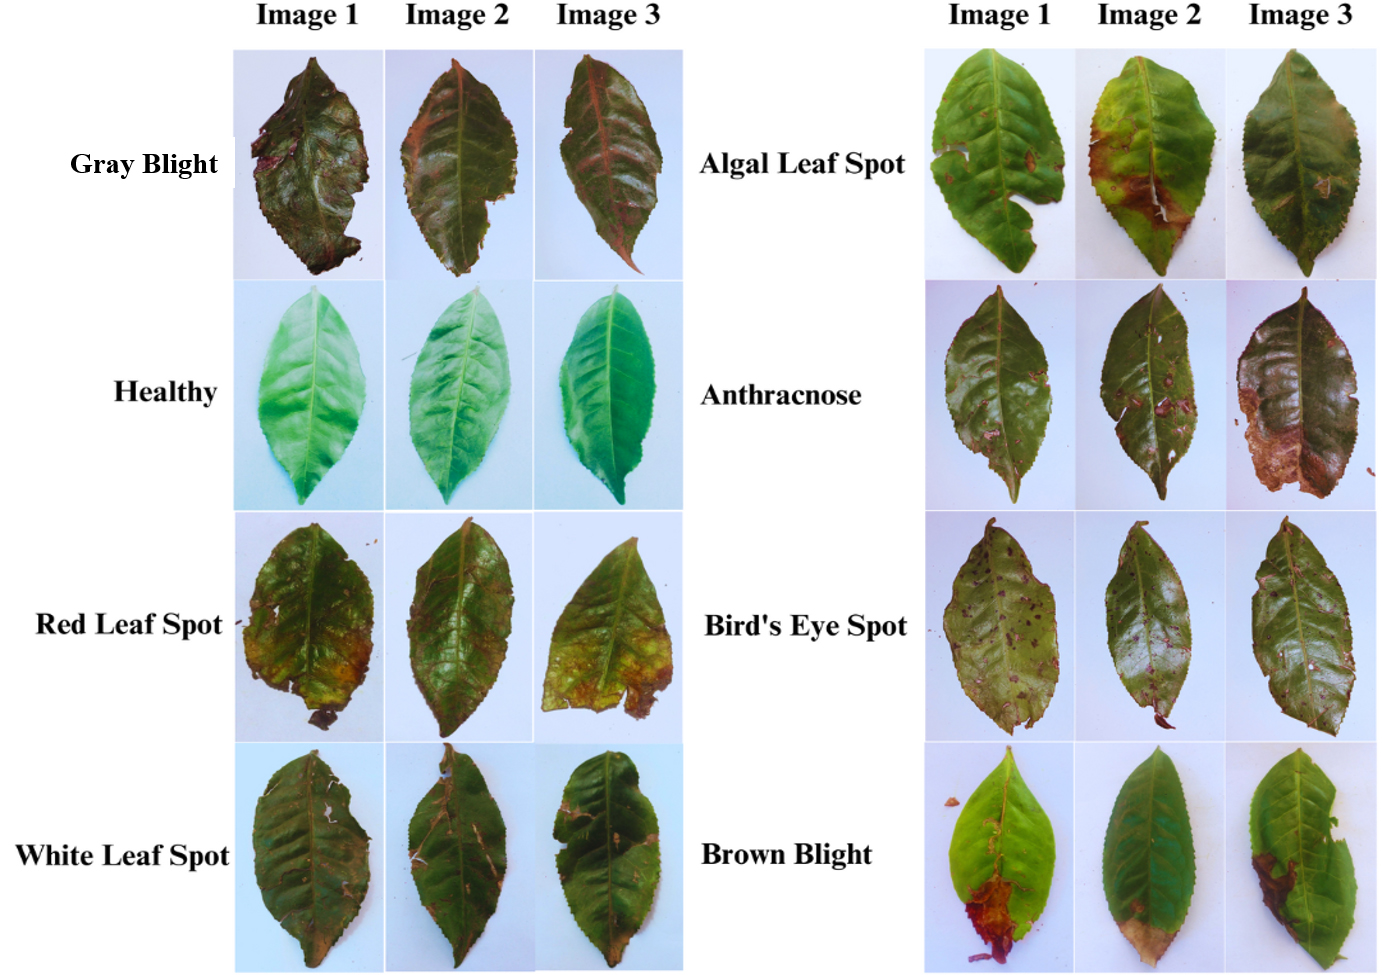 Image 1 Image 2 Image 3 Image 1 Image 2 Image 3
Gray Blight Algal Leaf Spot
Healthy Anthracnose
Red Leaf Spot Bird's Eye Spot
White Leaf Spot Brown Blight